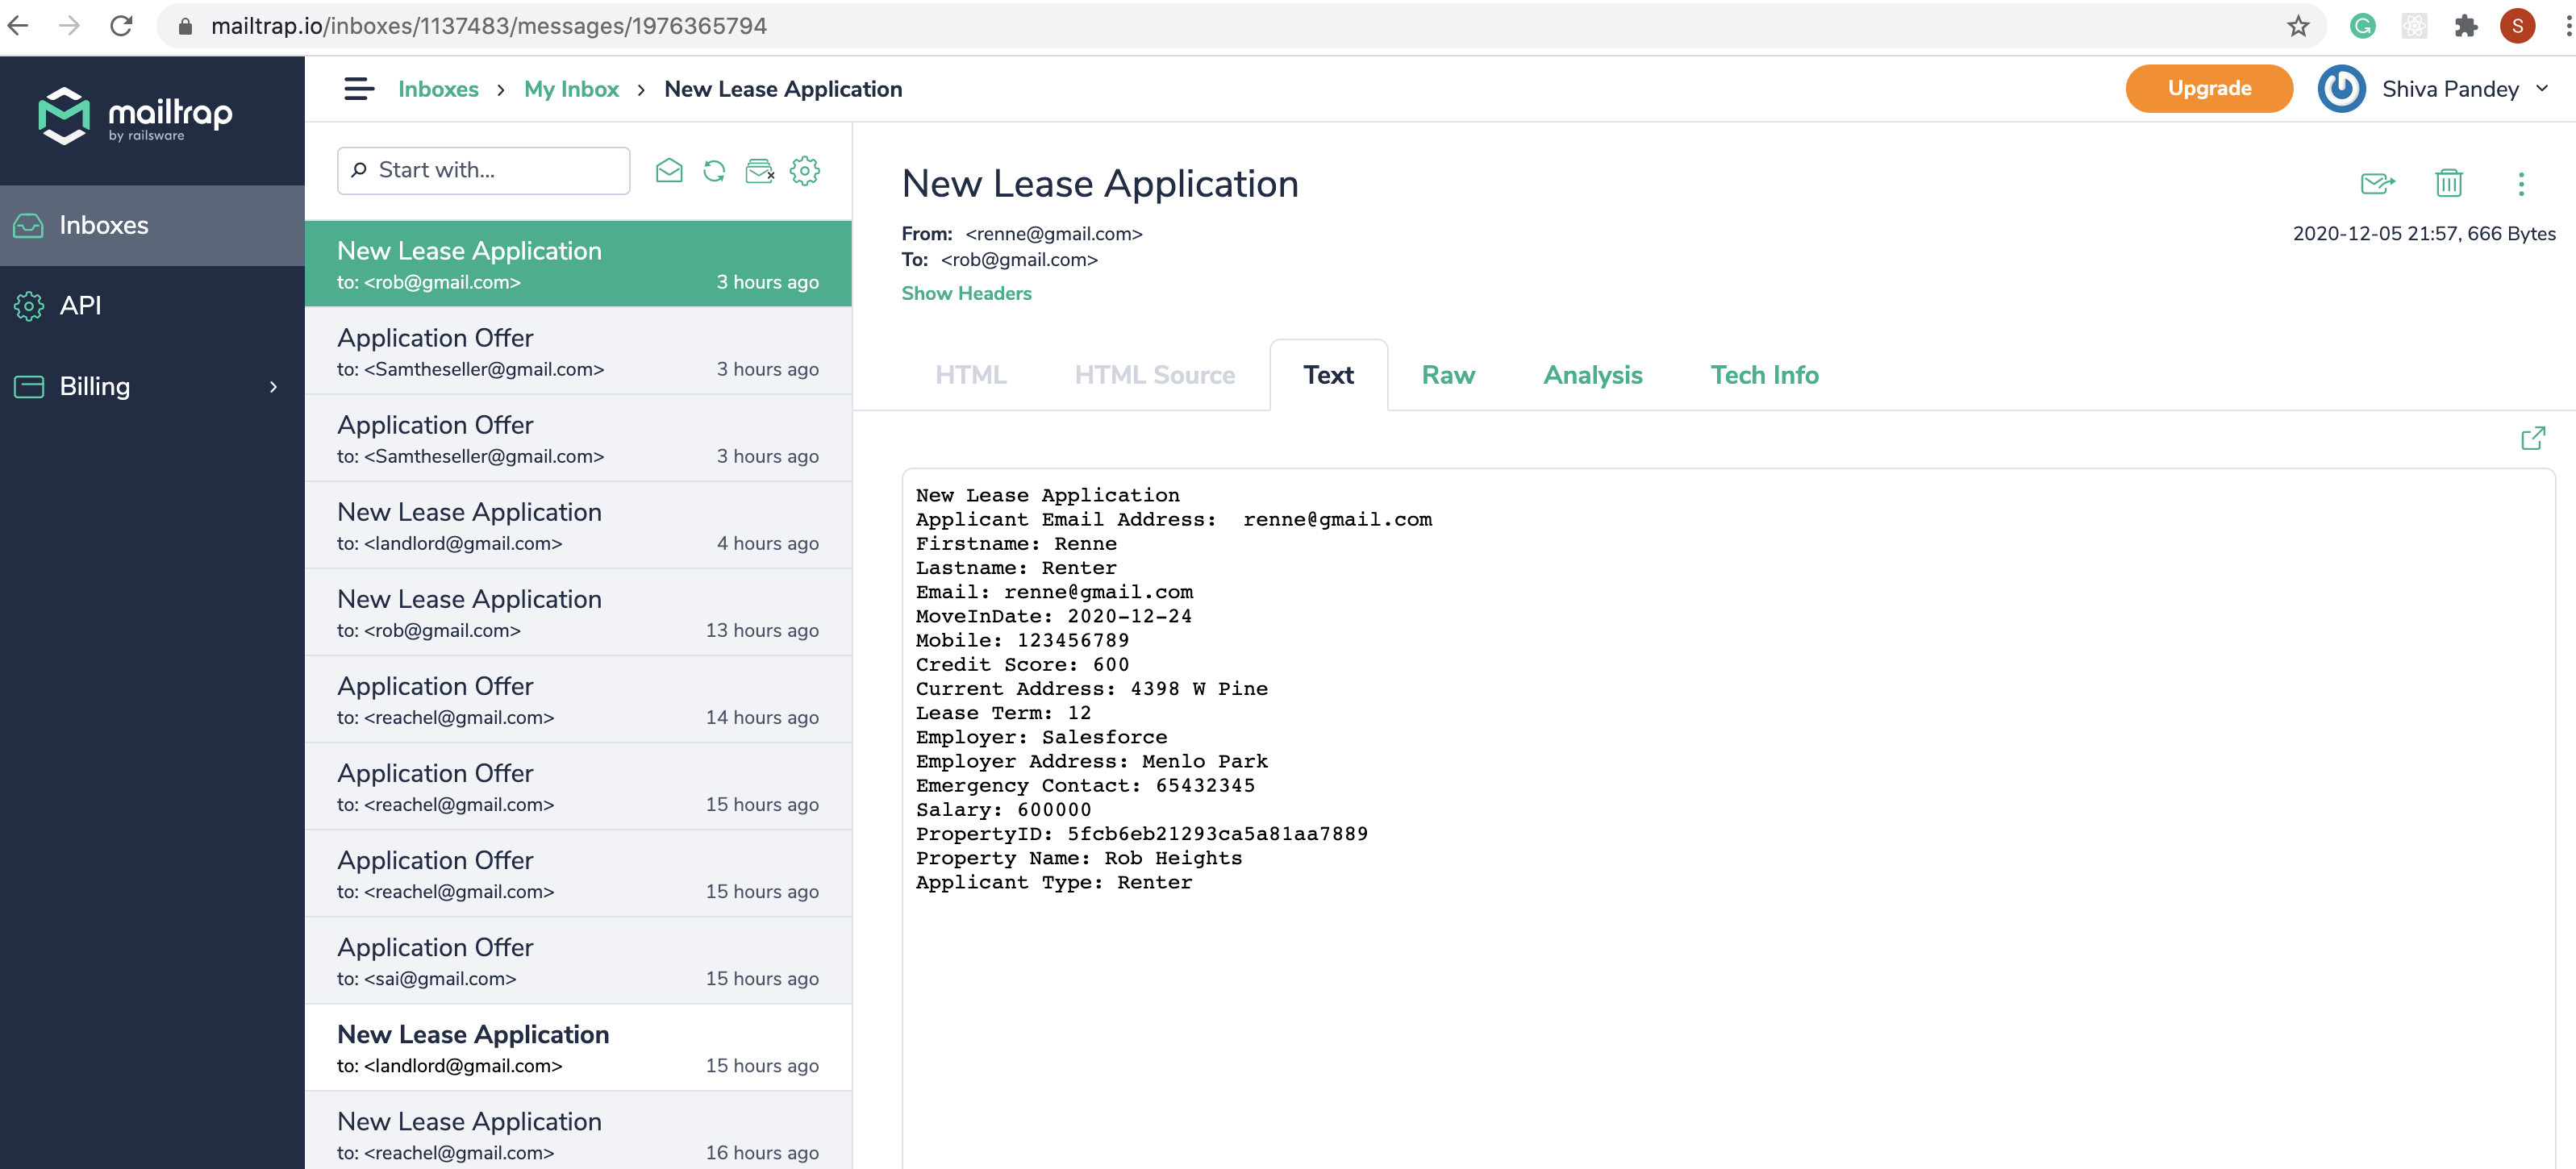 mailtrap.io/inboxes/1137483/messages/1976365794
S
mailtrap
by railsware
Inboxes
API
Billing
Inboxes > My Inbox > New Lease Application
Upgrade
Shiva Pandey
Start with...
New Lease Application
to: <rob@gmail.com> 3 hours ago
Application Offer
to: <Samtheseller@gmail.com> 3 hours ago
Application Offer
to: <Samtheseller@gmail.com> 3 hours ago
New Lease Application
to: <landlord@gmail.com> 4 hours ago
New Lease Application
to: <rob@gmail.com> 13 hours ago
Application Offer
to: <reachel@gmail.com> 14 hours ago
Application Offer
to: <reachel@gmail.com> 15 hours ago
Application Offer
to: <reachel@gmail.com> 15 hours ago
Application Offer
to: <sai@gmail.com> 15 hours ago
New Lease Application
to: <landlord@gmail.com> 15 hours ago
New Lease Application
to: <reachel@gmail.com> 16 hours ago
New Lease Application
From: <renne@gmail.com>
2020-12-05 21:57, 666 Bytes
To: <rob@gmail.com>
Show Headers
HTML HTML Source Text Raw Analysis Tech Info
New Lease Application
Applicant Email Address:  renne@gmail.com
Firstname: Renne
Lastname: Renter
Email: renne@gmail.com
MoveInDate: 2020-12-24
Mobile: 123456789
Credit Score: 600
Current Address: 4398 W Pine
Lease Term: 12
Employer: Salesforce
Employer Address: Menlo Park
Emergency Contact: 65432345
Salary: 600000
PropertyID: 5fcb6eb21293ca5a81aa7889
Property Name: Rob Heights
Applicant Type: Renter